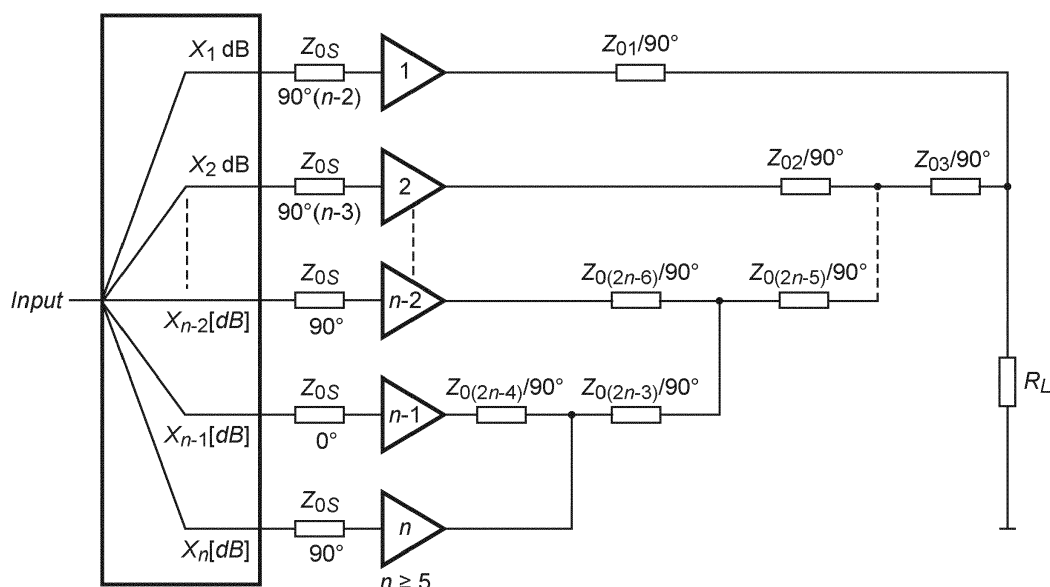 X1 dB
Z0S
90°(n-2)
1
Z01/90°
X2 dB
Z0S
90°(n-3)
2
Z02/90°
Z03/90°
Input
Xn-2[dB]
Z0S
90°
n-2
Z0(2n-6)/90°
Z0(2n-5)/90°
Xn-1[dB]
Z0S
0°
n-1
Z0(2n-4)/90°
Z0(2n-3)/90°
RL
Xn[dB]
Z0S
90°
n
n ≥ 5